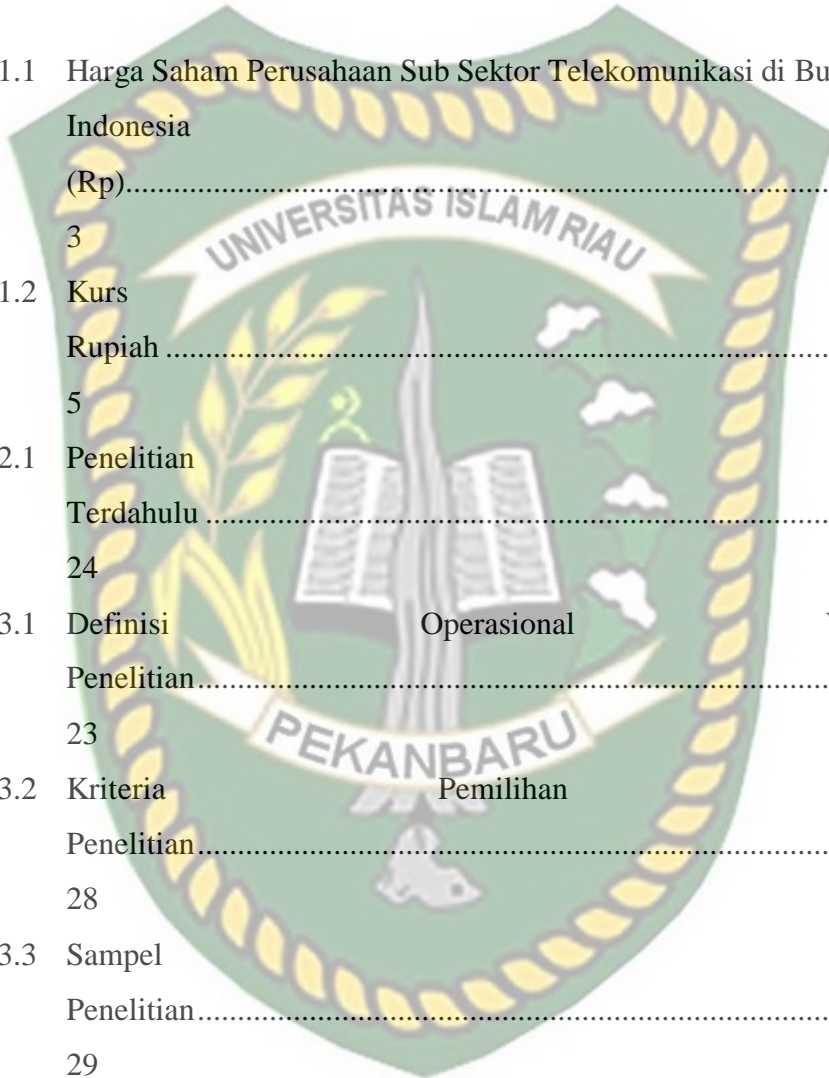 1.1 Harga Saham Perusahaan Sub Sektor Telekomunikasi di Bu
Indonesia
(Rp)........................................................................
3
1.2 Kurs
Rupiah ........................................................................
5
2.1 Penelitian
Terdahulu ........................................................................
24
3.1 Definisi Operasional
Penelitian........................................................................
23
3.2 Kriteria Pemilihan
Penelitian........................................................................
28
3.3 Sampel
Penelitian........................................................................
29
UNIVERSITAS ISLAM RIAU
PEKANBARU